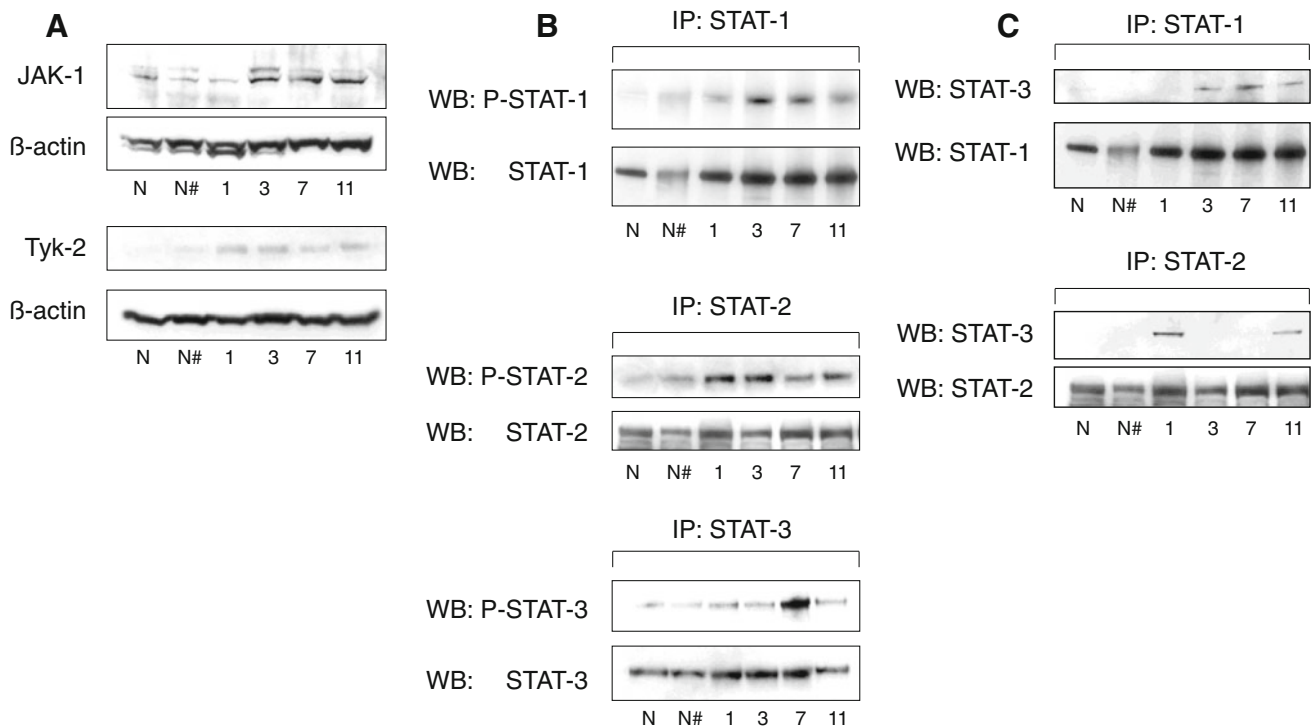 A
JAK-1
ß-actin
N N# 1 3 7 11
Tyk-2
ß-actin
N N# 1 3 7 11
B
IP: STAT-1
WB: P-STAT-1
WB: STAT-1
N N# 1 3 7 11
IP: STAT-2
WB: P-STAT-2
WB: STAT-2
N N# 1 3 7 11
IP: STAT-3
WB: P-STAT-3
WB: STAT-3
N N# 1 3 7 11
C
IP: STAT-1
WB: STAT-3
WB: STAT-1
N N# 1 3 7 11
IP: STAT-2
WB: STAT-3
WB: STAT-2
N N# 1 3 7 11